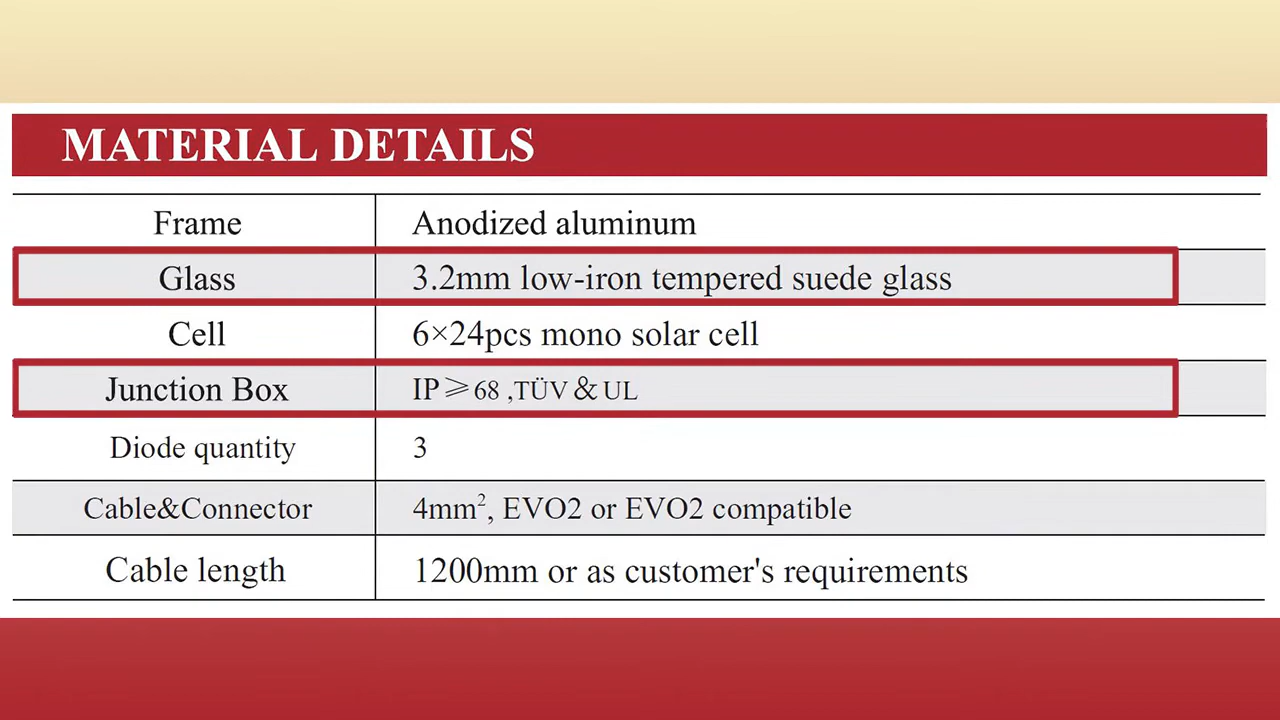 MATERIAL DETAILS
Frame Anodized aluminum
Glass 3.2mm low-iron tempered suede glass
Cell 6×24pcs mono solar cell
Junction Box IP⩾68 ,TÜV & UL
Diode quantity 3
Cable&Connector 4mm², EVO2 or EVO2 compatible
Cable length 1200mm or as customer's requirements